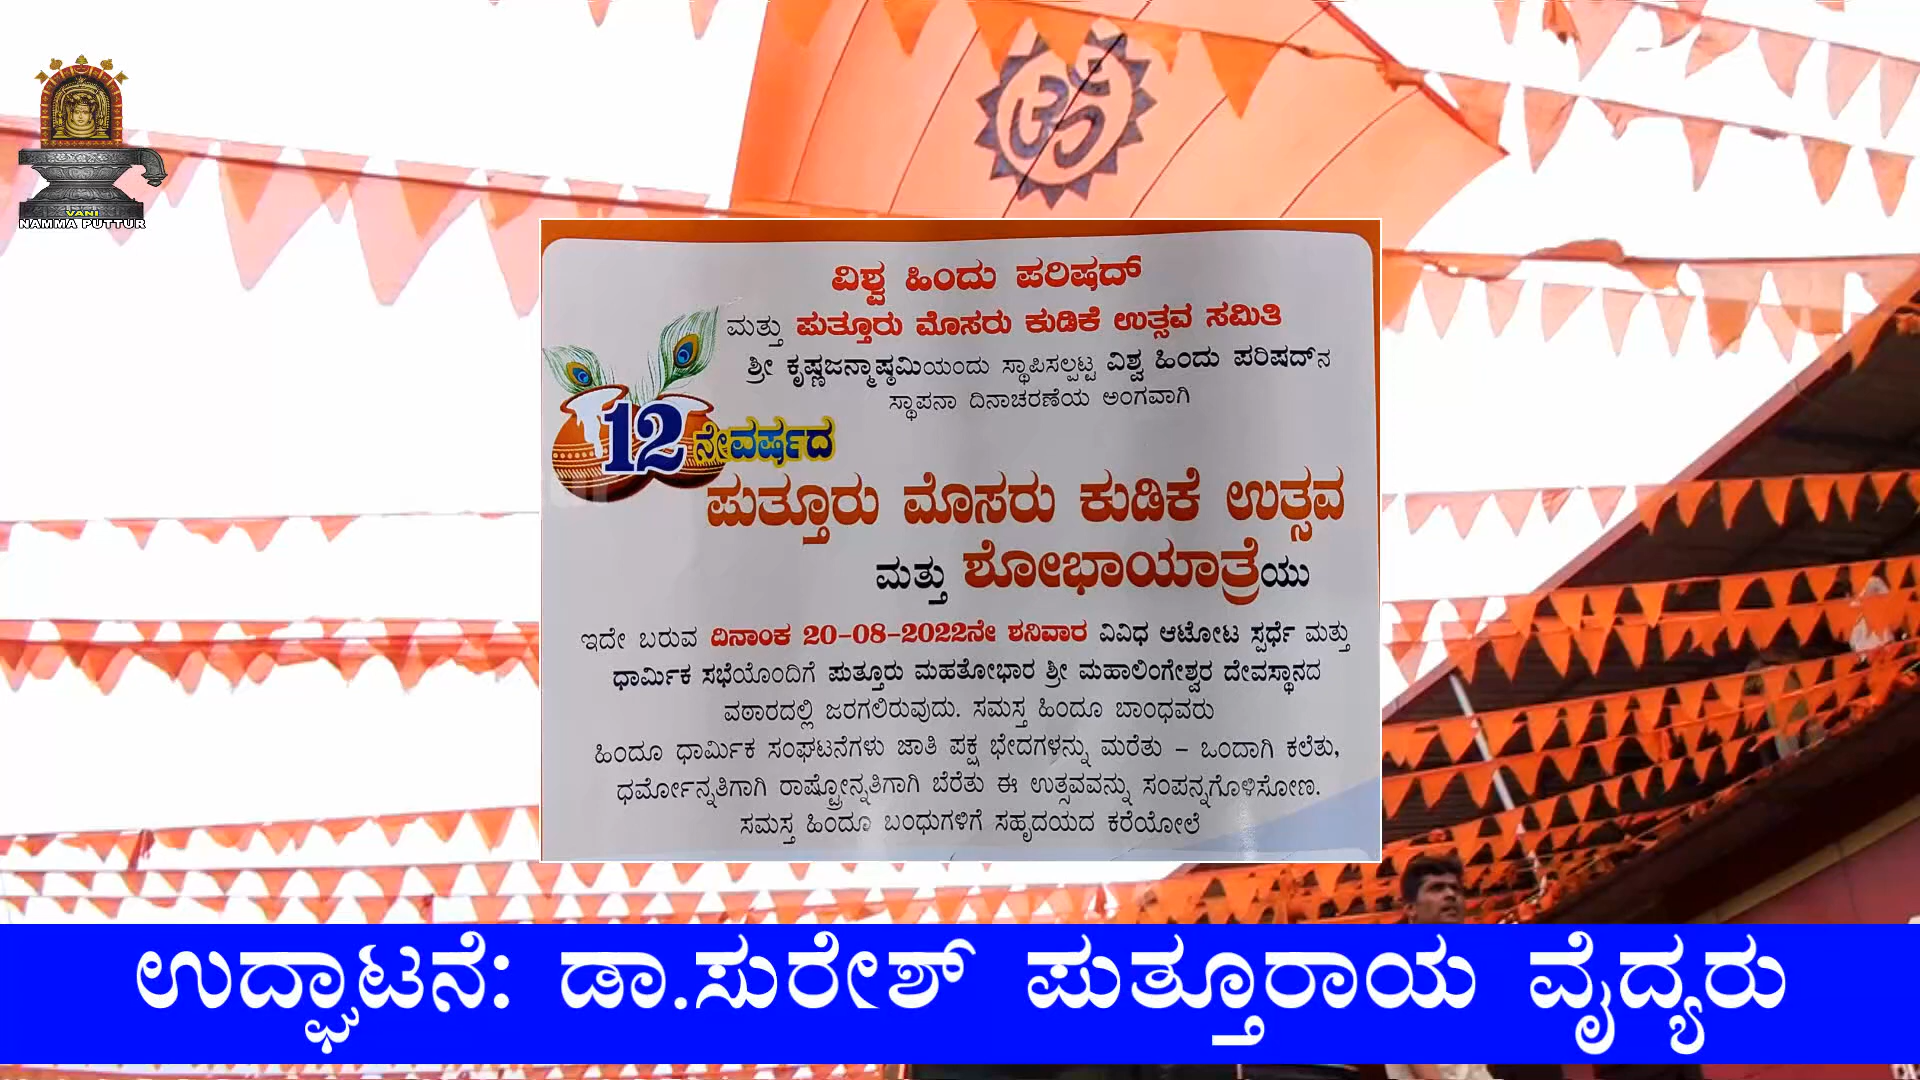 VANI
NAMMA PUTTUR
ವಿಶ್ವ ಹಿಂದು ಪರಿಷದ್
ಮತ್ತು ಪುತ್ತೂರು ಮೊಸರು ಕುಡಿಕೆ ಉತ್ಸವ ಸಮಿತಿ
ಶ್ರೀ ಕೃಷ್ಣಜನ್ಮಾಷ್ಠಮಿಯಂದು ಸ್ಥಾಪಿಸಲ್ಪಟ್ಟ ವಿಶ್ವ ಹಿಂದು ಪರಿಷದ್‌ನ
ಸ್ಥಾಪನಾ ದಿನಾಚರಣೆಯ ಅಂಗವಾಗಿ
12 ನೇವರ್ಷದ
ಪುತ್ತೂರು ಮೊಸರು ಕುಡಿಕೆ ಉತ್ಸವ
ಮತ್ತು ಶೋಭಾಯಾತ್ರೆಯು
ಇದೇ ಬರುವ ದಿನಾಂಕ 20-08-2022ನೇ ಶನಿವಾರ ವಿವಿಧ ಆಟೋಟ ಸ್ಪರ್ಧೆ ಮತ್ತು
ಧಾರ್ಮಿಕ ಸಭೆಯೊಂದಿಗೆ ಪುತ್ತೂರು ಮಹತೋಭಾರ ಶ್ರೀ ಮಹಾಲಿಂಗೇಶ್ವರ ದೇವಸ್ಥಾನದ
ವಠಾರದಲ್ಲಿ ಜರಗಲಿರುವುದು. ಸಮಸ್ತ ಹಿಂದೂ ಬಾಂಧವರು
ಹಿಂದೂ ಧಾರ್ಮಿಕ ಸಂಘಟನೆಗಳು ಜಾತಿ ಪಕ್ಷ ಭೇದಗಳನ್ನು ಮರೆತು – ಒಂದಾಗಿ ಕಲೆತು,
ಧರ್ಮೋನ್ನತಿಗಾಗಿ ರಾಷ್ಟ್ರೋನ್ನತಿಗಾಗಿ ಬೆರೆತು ಈ ಉತ್ಸವವನ್ನು ಸಂಪನ್ನಗೊಳಿಸೋಣ.
ಸಮಸ್ತ ಹಿಂದೂ ಬಂಧುಗಳಿಗೆ ಸಹೃದಯದ ಕರೆಯೋಲೆ
ಉದ್ಘಾಟನೆ: ಡಾ.ಸುರೇಶ್ ಪುತ್ತೂರಾಯ ವೈದ್ಯರು